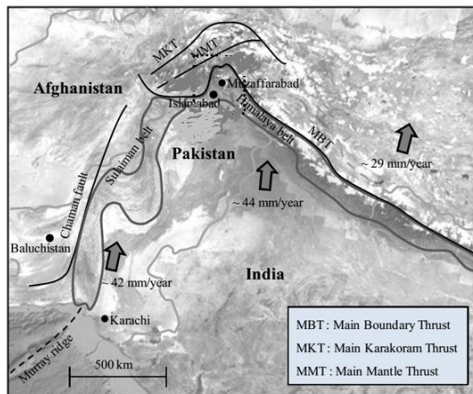 MKT
MMT
Afghanistan
Muzaffarabad
Islamabad
Himalaya belt
MBT
Sulaiman belt
Pakistan
~ 29 mm/year
~ 44 mm/year
Chaman fault
Baluchistan
~ 42 mm/year
India
Karachi
Murray ridge
500 km
MBT : Main Boundary Thrust
MKT : Main Karakoram Thrust
MMT : Main Mantle Thrust